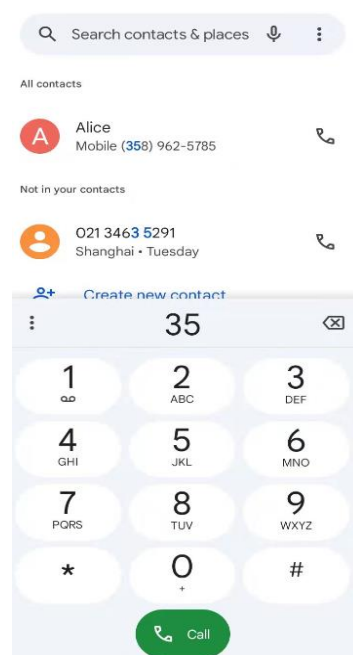 Search contacts & places
All contacts
A
Alice
Mobile (358) 962-5785
Not in your contacts
021 3463 5291
Shanghai • Tuesday
Create new contact
35
1
2
ABC
3
DEF
4
GHI
5
JKL
6
MNO
7
PQRS
8
TUV
9
WXYZ
*
0
+
#
Call